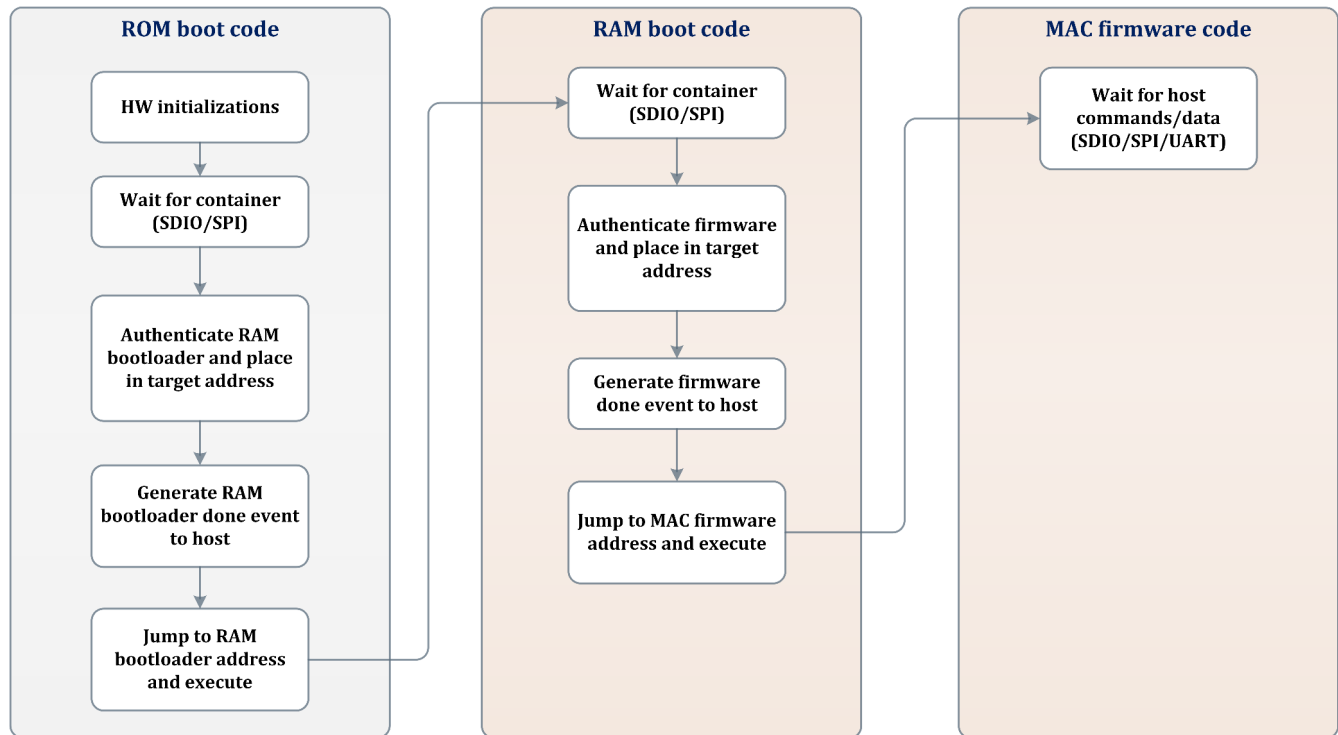 ROM boot code
HW initializations
Wait for container
(SDIO/SPI)
Authenticate RAM
bootloader and place
in target address
Generate RAM
bootloader done event
to host
Jump to RAM
bootloader address
and execute
RAM boot code
Wait for container
(SDIO/SPI)
Authenticate firmware
and place in target
address
Generate firmware
done event to host
Jump to MAC firmware
address and execute
MAC firmware code
Wait for host
commands/data
(SDIO/SPI/UART)